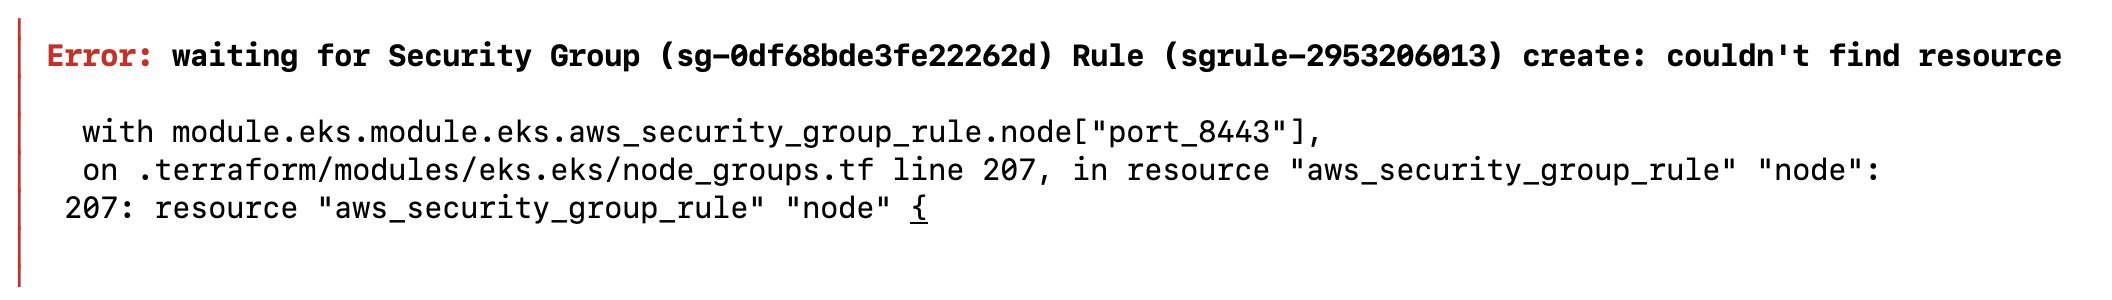 Error: waiting for Security Group (sg-0df68bde3fe22262d) Rule (sgrule-2953206013) create: couldn't find resource
with module.eks.module.eks.aws_security_group_rule.node["port_8443"],
on .terraform/modules/eks.eks/node_groups.tf line 207, in resource "aws_security_group_rule" "node":
207: resource "aws_security_group_rule" "node" {